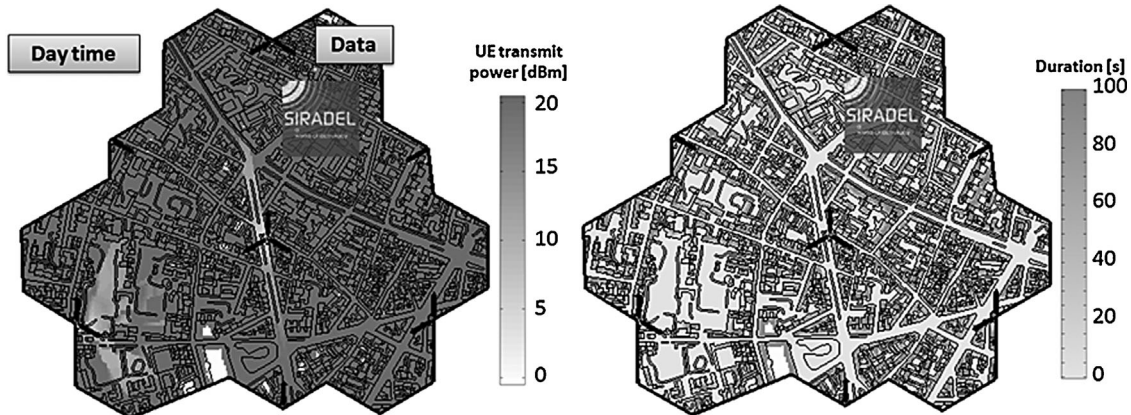 Day time
Data
UE transmit
power [dBm]
20
15
10
5
0
SIRADEL
Duration [s]
100
80
60
40
20
0
SIRADEL